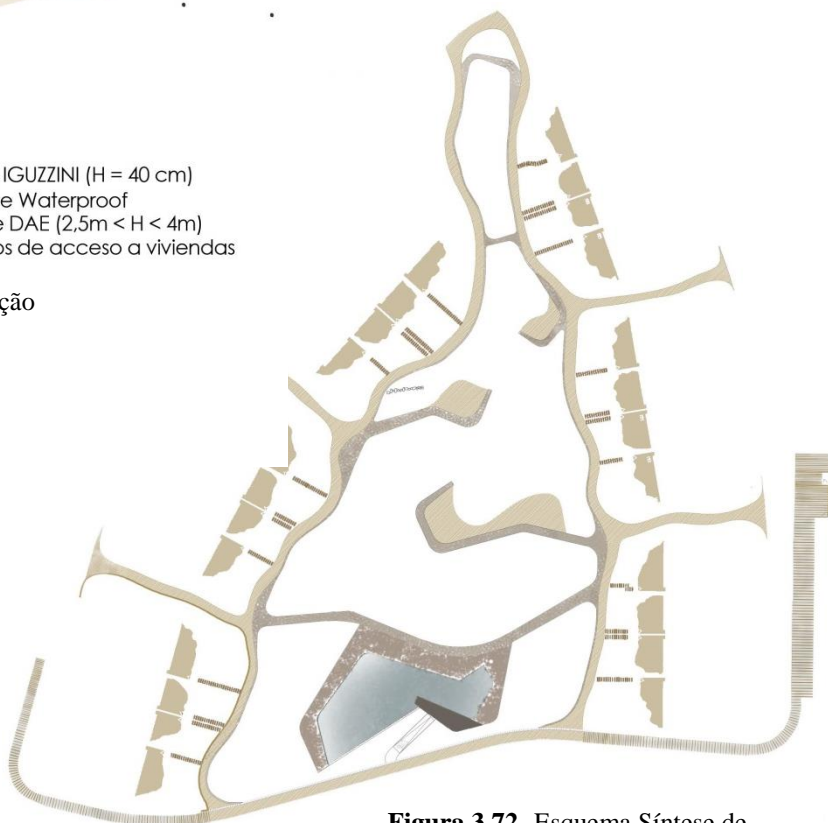 IGUZZINI (H = 40 cm)
e Waterproof
e DAE (2,5m < H < 4m)
os de acceso a viviendas
ção
Figura 3.72 Esquema Síntese de